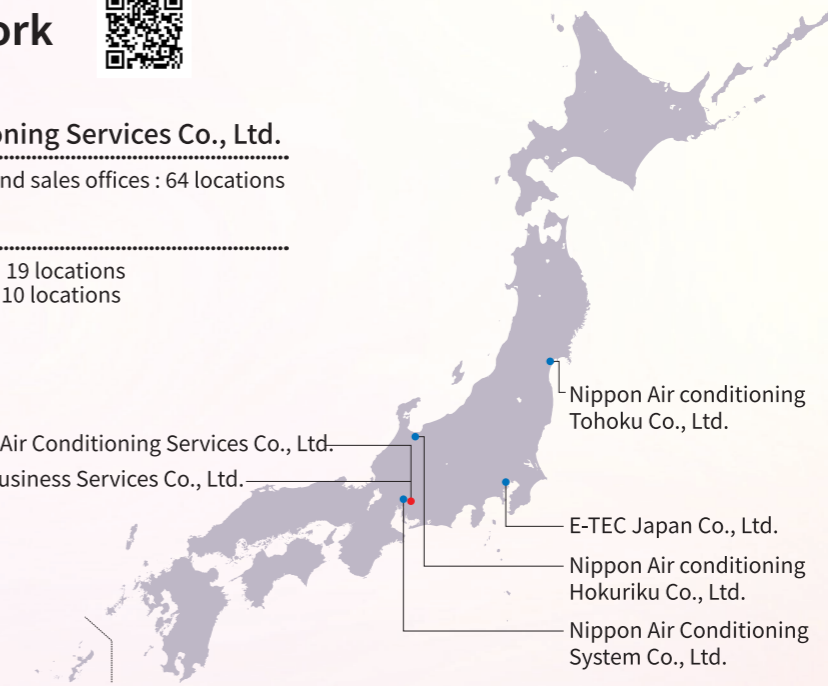 ork
oning Services Co., Ltd.
nd sales offices : 64 locations
19 locations
10 locations
Nippon Air conditioning
Tohoku Co., Ltd.
Air Conditioning Services Co., Ltd.
usiness Services Co., Ltd.
E-TEC Japan Co., Ltd.
Nippon Air conditioning
Hokuriku Co., Ltd.
Nippon Air Conditioning
System Co., Ltd.